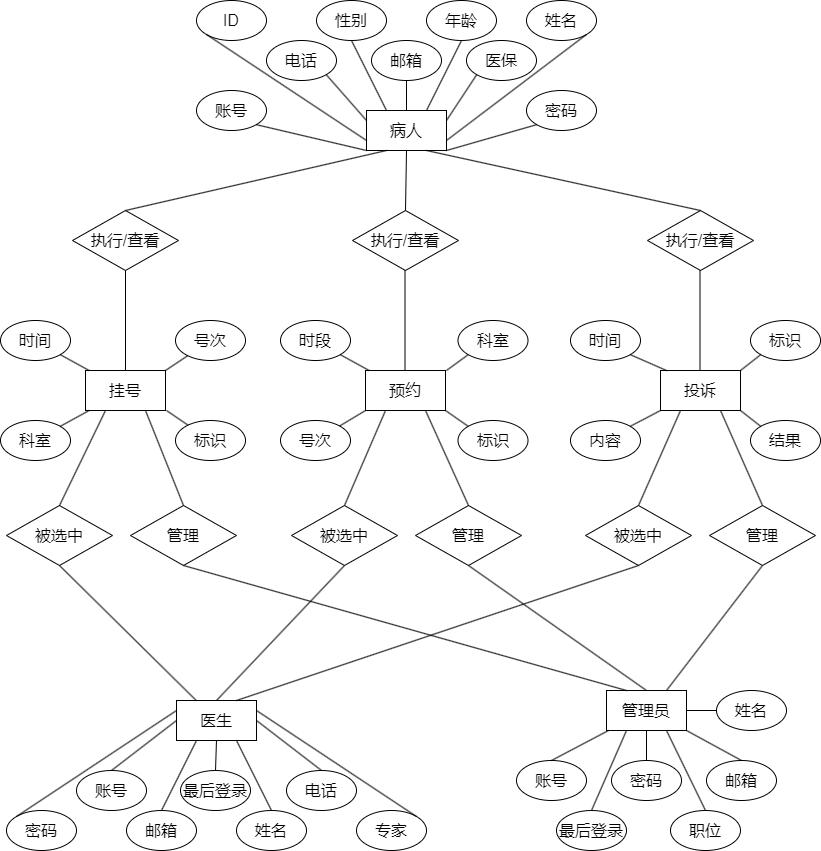 ID
性别
年龄
姓名
电话
邮箱
医保
账号
病人
密码
执行/查看
执行/查看
执行/查看
时间
号次
时段
科室
时间
标识
挂号
预约
投诉
科室
标识
号次
标识
内容
结果
被选中
管理
被选中
管理
被选中
管理
医生
管理员
姓名
账号
最后登录
电话
账号
密码
邮箱
密码
邮箱
姓名
专家
最后登录
职位